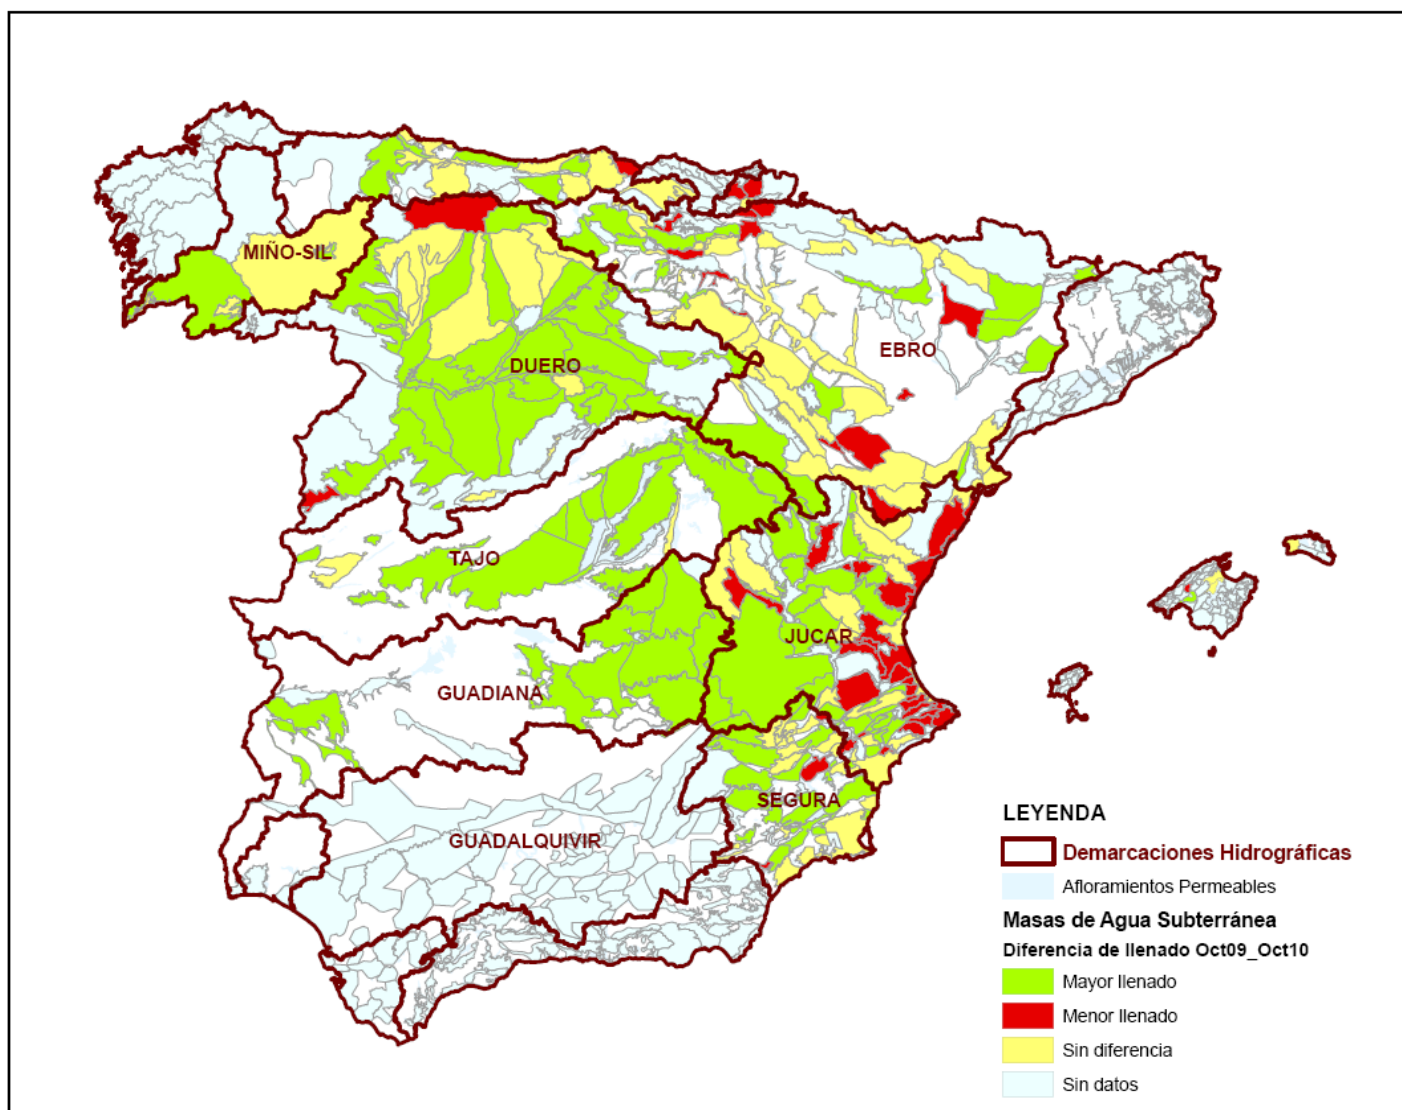 MIÑO-SIL
DUERO
EBRO
TAJO
JUCAR
GUADIANA
SEGURA
GUADALQUIVIR
LEYENDA
Demarcaciones Hidrográficas
Afloramientos Permeables
Masas de Agua Subterránea
Diferencia de llenado Oct09_Oct10
Mayor llenado
Menor llenado
Sin diferencia
Sin datos